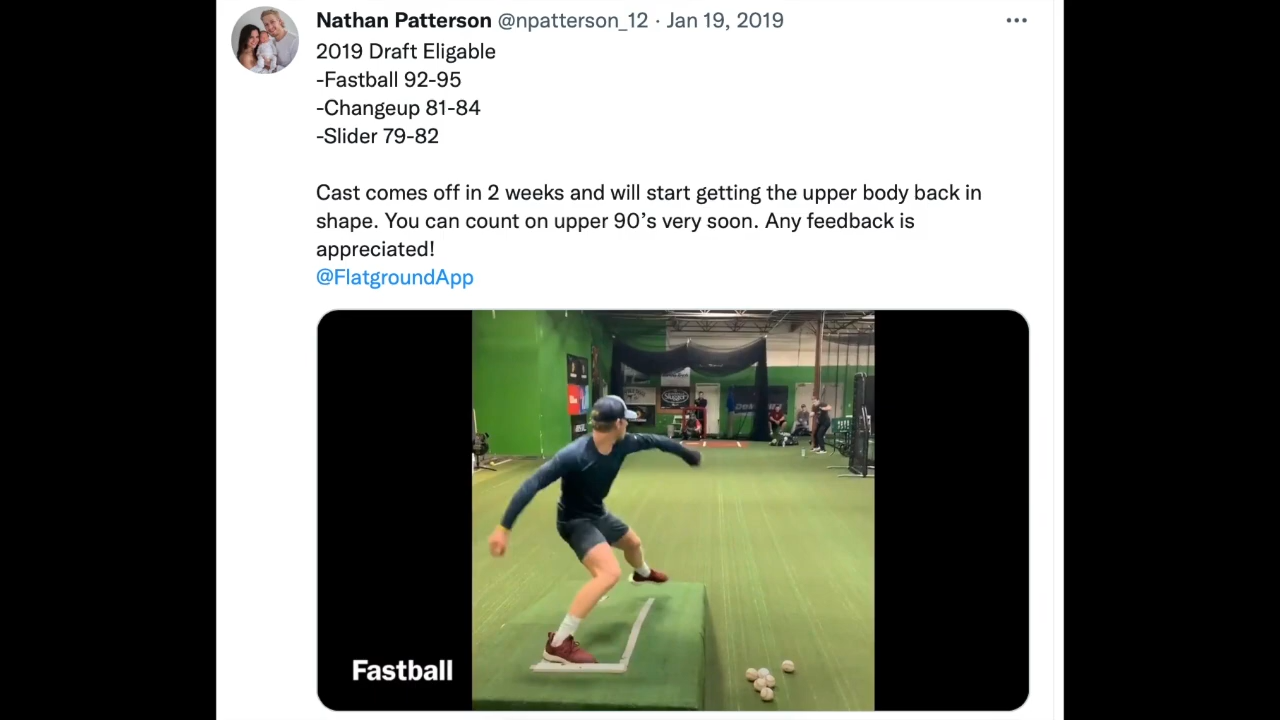 Nathan Patterson @npatterson_12 · Jan 19, 2019
2019 Draft Eligable
-Fastball 92-95
-Changeup 81-84
-Slider 79-82
Cast comes off in 2 weeks and will start getting the upper body back in
shape. You can count on upper 90’s very soon. Any feedback is
appreciated!
@FlatgroundApp
Fastball